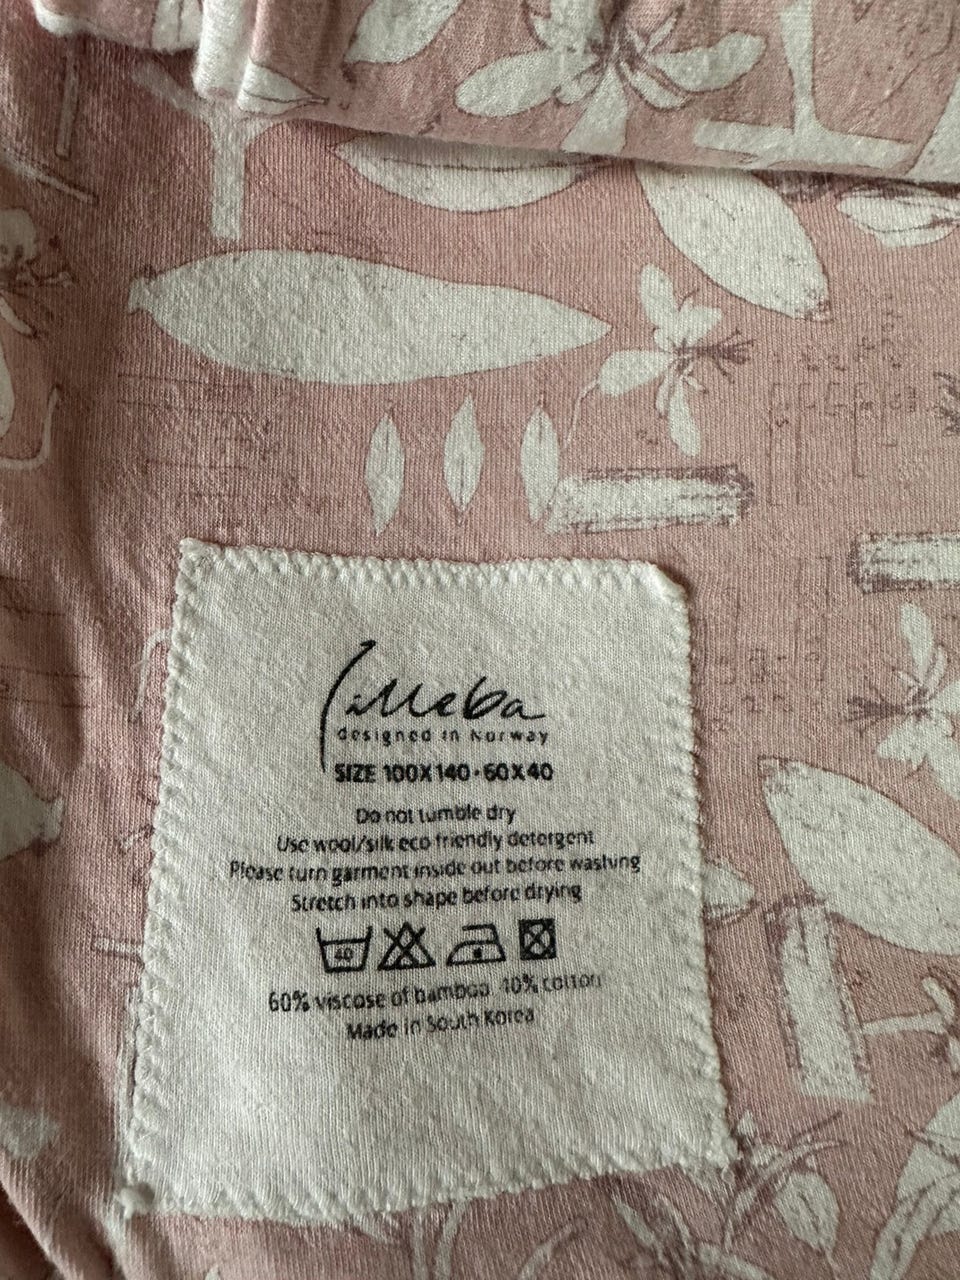 Lilleba
designed in Norway
SIZE 100X140·60X40
Do not tumble dry
Use wool/silk eco friendly detergent
Please turn garment inside out before washing
Stretch into shape before drying
40
60% viscose of bamboo, 40% cotton
Made in South Korea